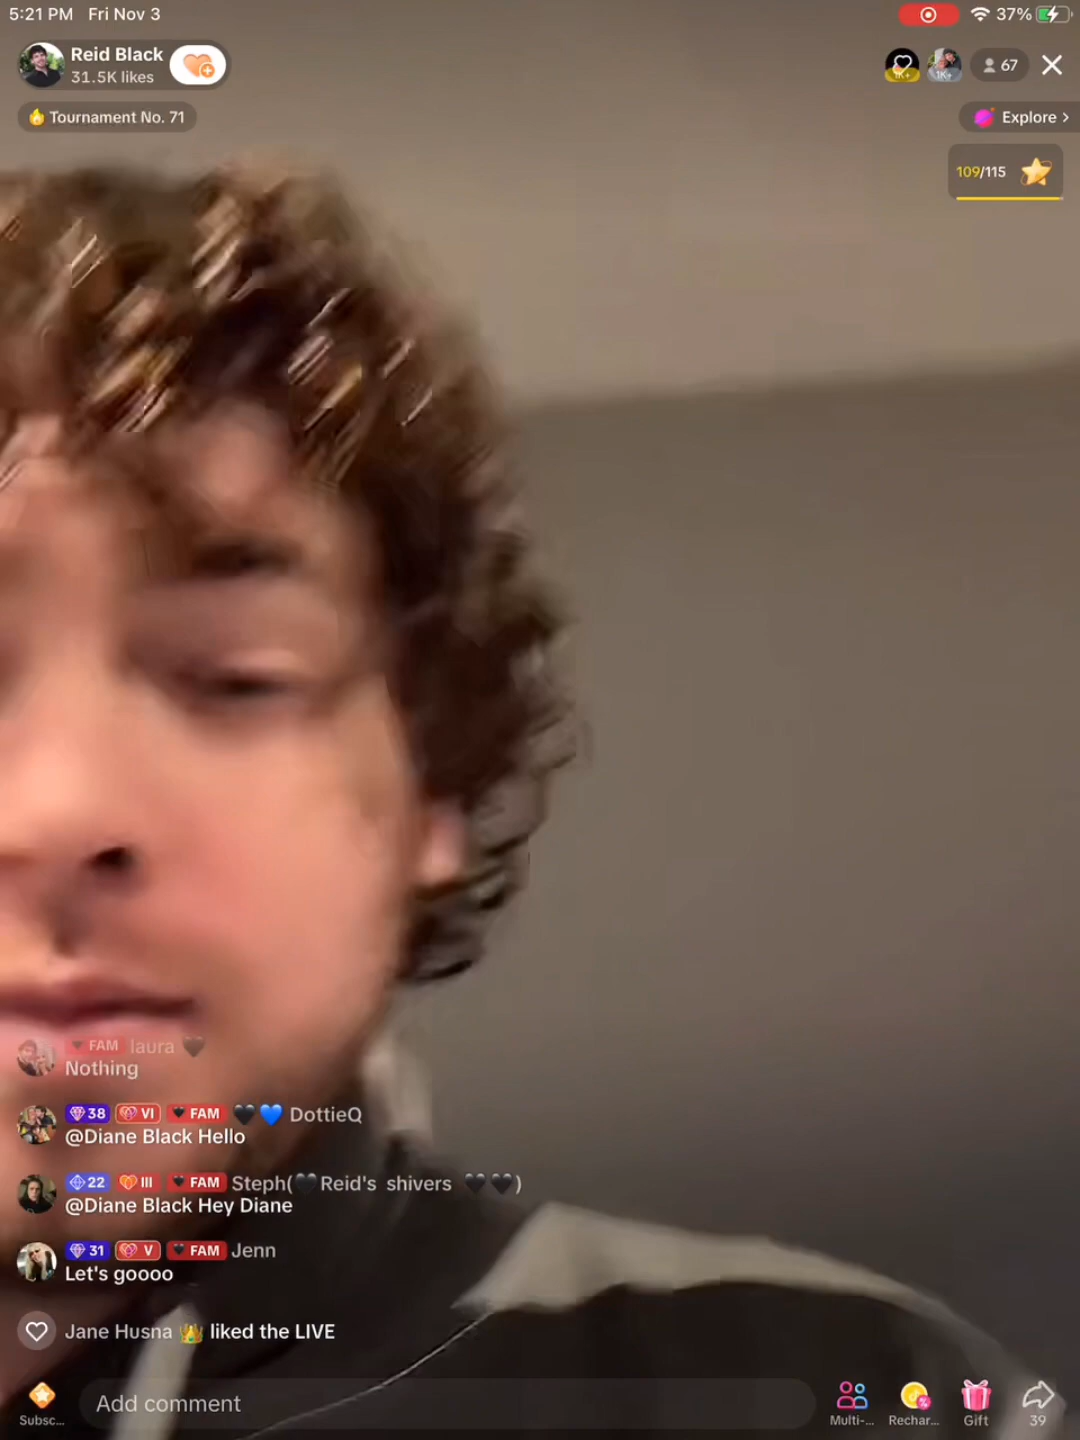 5:21 PM Fri Nov 3
37%
Reid Black
31.5K likes
1K+
1K+
67
Tournament No. 71
Explore >
109/115
FAM laura 🖤
Nothing
38 VI FAM 🖤💙 DottieQ
@Diane Black Hello
22 III FAM Steph(🖤Reid's shivers 🖤🖤)
@Diane Black Hey Diane
31 V FAM Jenn
Let's goooo
Jane Husna 👑 liked the LIVE
Subsc...
Add comment
Multi-...
Rechar...
Gift
39